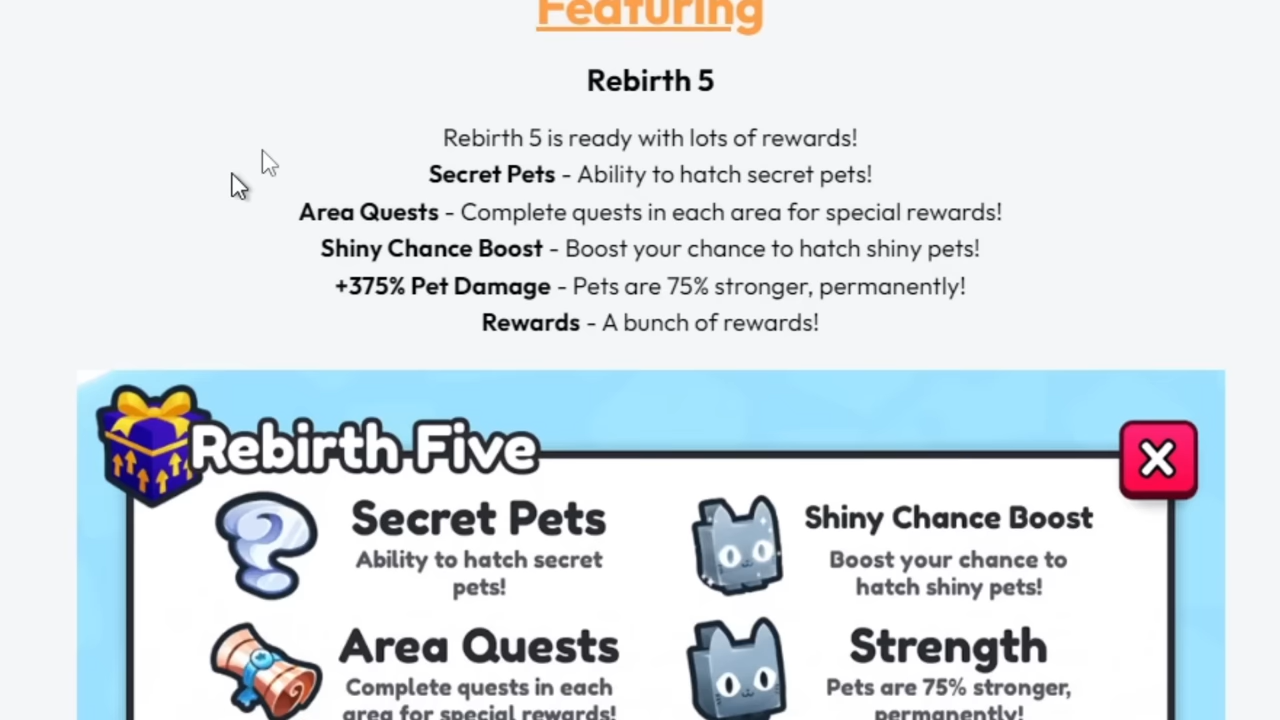 Featuring
Rebirth 5
Rebirth 5 is ready with lots of rewards!
Secret Pets - Ability to hatch secret pets!
Area Quests - Complete quests in each area for special rewards!
Shiny Chance Boost - Boost your chance to hatch shiny pets!
+375% Pet Damage - Pets are 75% stronger, permanently!
Rewards - A bunch of rewards!
Rebirth Five
Secret Pets
Ability to hatch secret
pets!
Shiny Chance Boost
Boost your chance to
hatch shiny pets!
Area Quests
Complete quests in each
area for special rewards!
Strength
Pets are 75% stronger,
permanently!